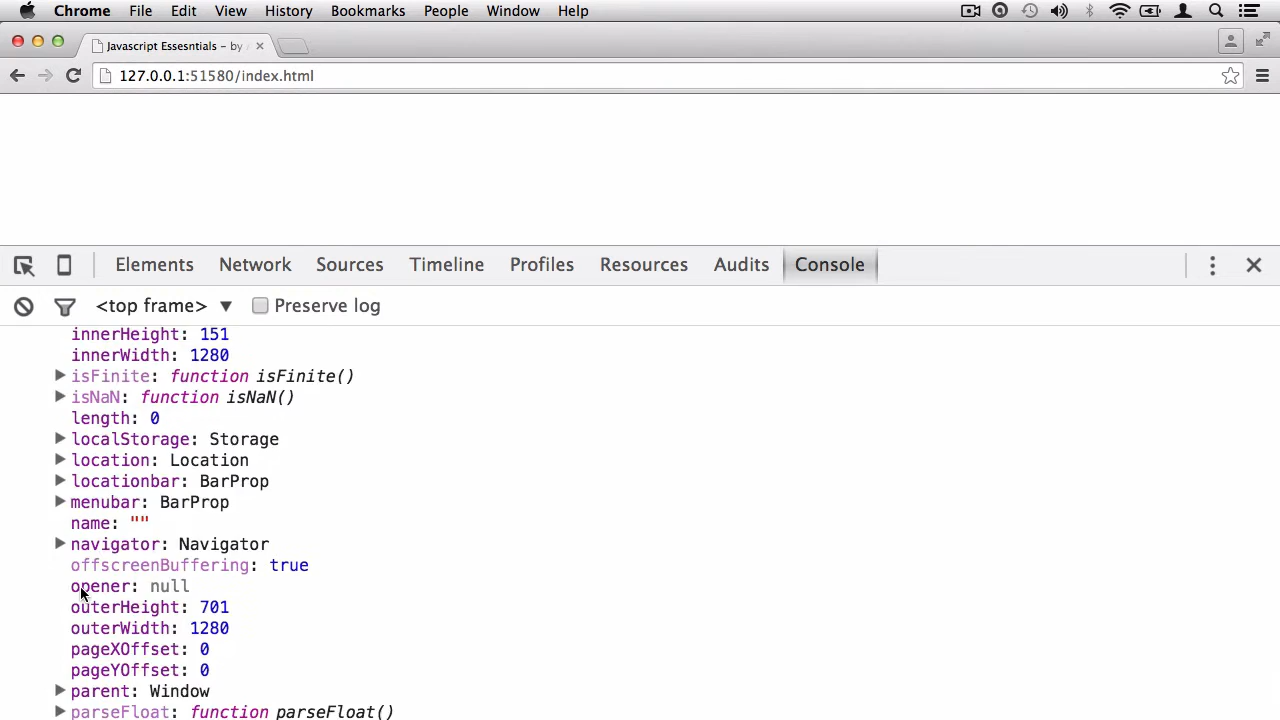 Chrome File Edit View History Bookmarks People Window Help
Javascript Essesntials – by
127.0.0.1:51580/index.html
Elements Network Sources Timeline Profiles Resources Audits Console
<top frame> Preserve log
innerHeight: 151
innerWidth: 1280
isFinite: function isFinite()
isNaN: function isNaN()
length: 0
localStorage: Storage
location: Location
locationbar: BarProp
menubar: BarProp
name: ""
navigator: Navigator
offscreenBuffering: true
opener: null
outerHeight: 701
outerWidth: 1280
pageXOffset: 0
pageYOffset: 0
parent: Window
parseFloat: function parseFloat()